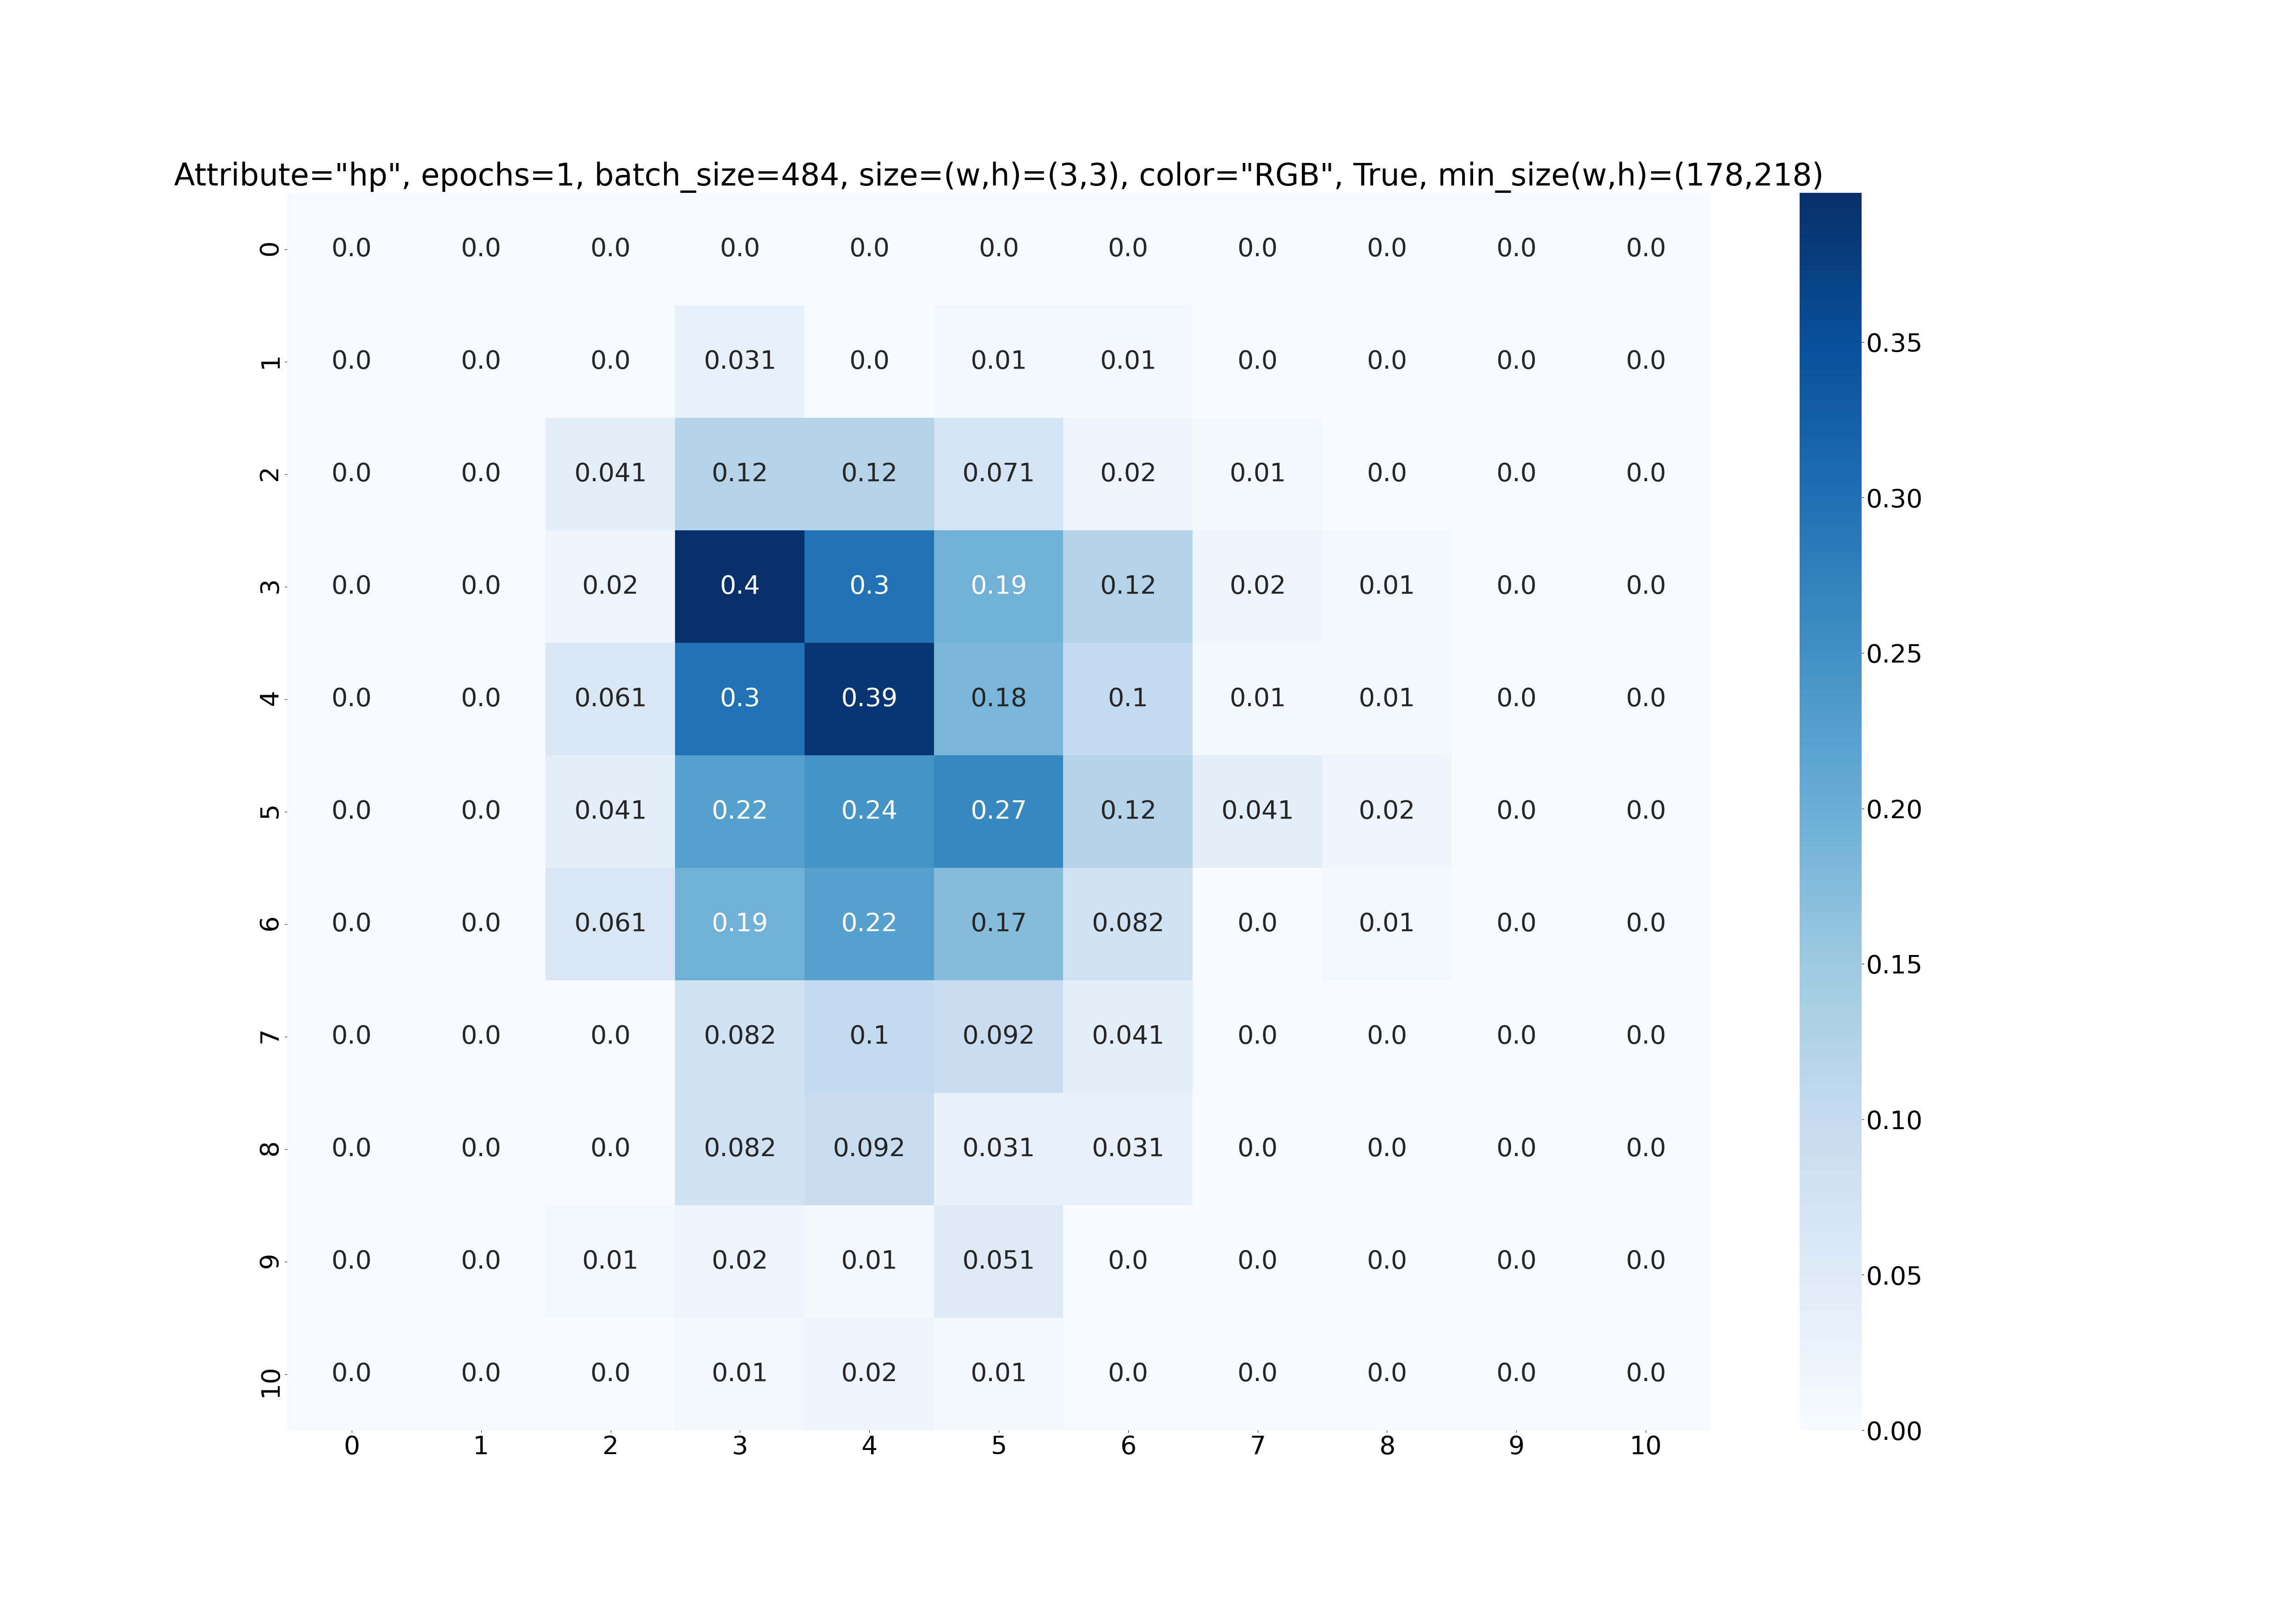 Attribute="hp", epochs=1, batch_size=484, size=(w,h)=(3,3), color="RGB", True, min_size(w,h)=(178,218)
0 0.0 0.0 0.0 0.0 0.0 0.0 0.0 0.0 0.0 0.0 0.0
1 0.0 0.0 0.0 0.031 0.0 0.01 0.01 0.0 0.0 0.0 0.0
2 0.0 0.0 0.041 0.12 0.12 0.071 0.02 0.01 0.0 0.0 0.0
3 0.0 0.0 0.02 0.4 0.3 0.19 0.12 0.02 0.01 0.0 0.0
4 0.0 0.0 0.061 0.3 0.39 0.18 0.1 0.01 0.01 0.0 0.0
5 0.0 0.0 0.041 0.22 0.24 0.27 0.12 0.041 0.02 0.0 0.0
6 0.0 0.0 0.061 0.19 0.22 0.17 0.082 0.0 0.01 0.0 0.0
7 0.0 0.0 0.0 0.082 0.1 0.092 0.041 0.0 0.0 0.0 0.0
8 0.0 0.0 0.0 0.082 0.092 0.031 0.031 0.0 0.0 0.0 0.0
9 0.0 0.0 0.01 0.02 0.01 0.051 0.0 0.0 0.0 0.0 0.0
10 0.0 0.0 0.0 0.01 0.02 0.01 0.0 0.0 0.0 0.0 0.0
0 1 2 3 4 5 6 7 8 9 10
0.35
0.30
0.25
0.20
0.15
0.10
0.05
0.00